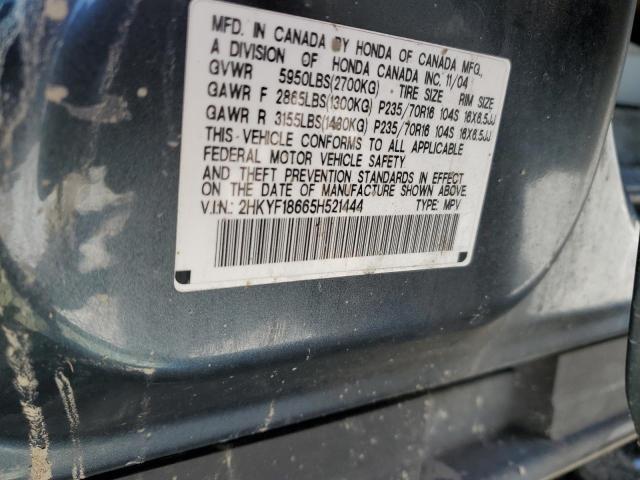 MFD. IN CANADA BY HONDA OF CANADA MFG.,
A DIVISION OF HONDA CANADA INC. 11/04
GVWR 5950LBS(2700KG) TIRE SIZE RIM SIZE
GAWR F 2865LBS(1300KG) P235/70R16 104S 16X6.5JJ
GAWR R 3155LBS(1430KG) P235/70R16 104S 16X6.5JJ
THIS VEHICLE CONFORMS TO ALL APPLICABLE
FEDERAL MOTOR VEHICLE SAFETY
AND THEFT PREVENTION STANDARDS IN EFFECT
ON THE DATE OF MANUFACTURE SHOWN ABOVE.
V.I.N.: 2HKYF18665H521444 TYPE: MPV